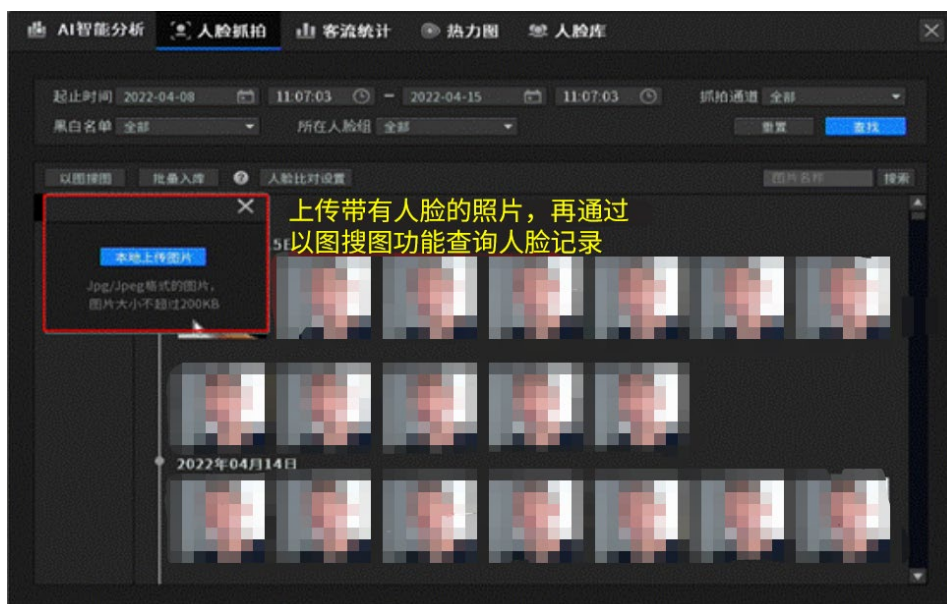 AI智能分析 人脸抓拍 客流统计 热力图 人脸库
起止时间 2022-04-08 11:07:03 - 2022-04-15 11:07:03 抓拍通道 全部
黑白名单 全部 所在人脸组 全部 重置 查找
以图搜图 批量入库 ? 人脸比对设置 图片名称 搜索
上传带有人脸的照片，再通过
以图搜图功能查询人脸记录
本地上传图片
Jpg/Jpeg格式的图片，
图片大小不超过200KB
2022年04月14日